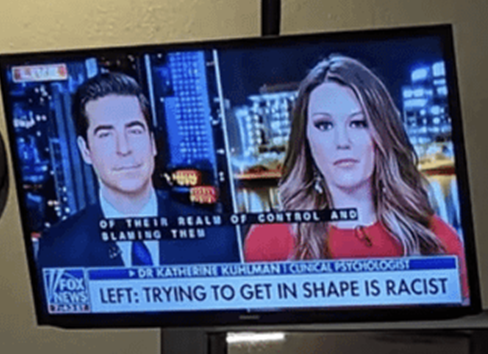 OF THEIR REALM OF CONTROL AND
BLAMING THEM
DR KATHERINE KUHLMAN | CLINICAL PSYCHOLOGIST
FOX
NEWS
LEFT: TRYING TO GET IN SHAPE IS RACIST